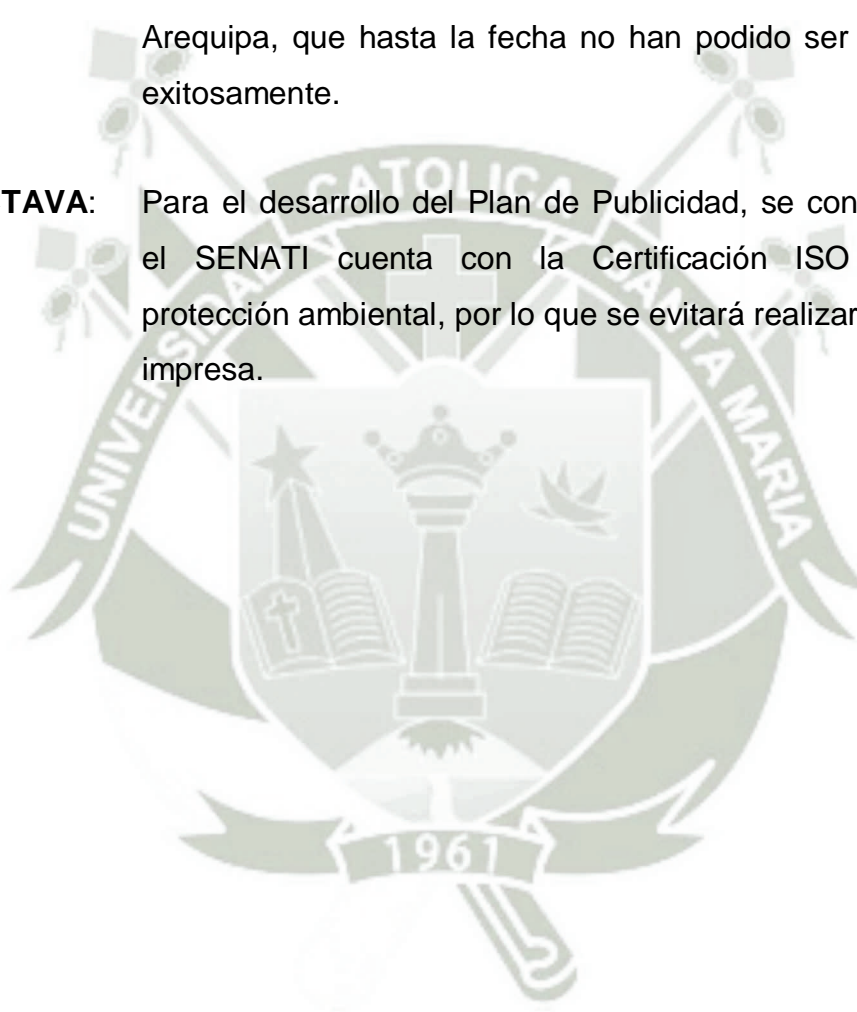 Arequipa, que hasta la fecha no han podido ser
exitosamente.
TAVA: Para el desarrollo del Plan de Publicidad, se con
el SENATI cuenta con la Certificación ISO
protección ambiental, por lo que se evitará realizar
impresa.
UNIVERSIDAD CATOLICA SANTA MARIA
1961